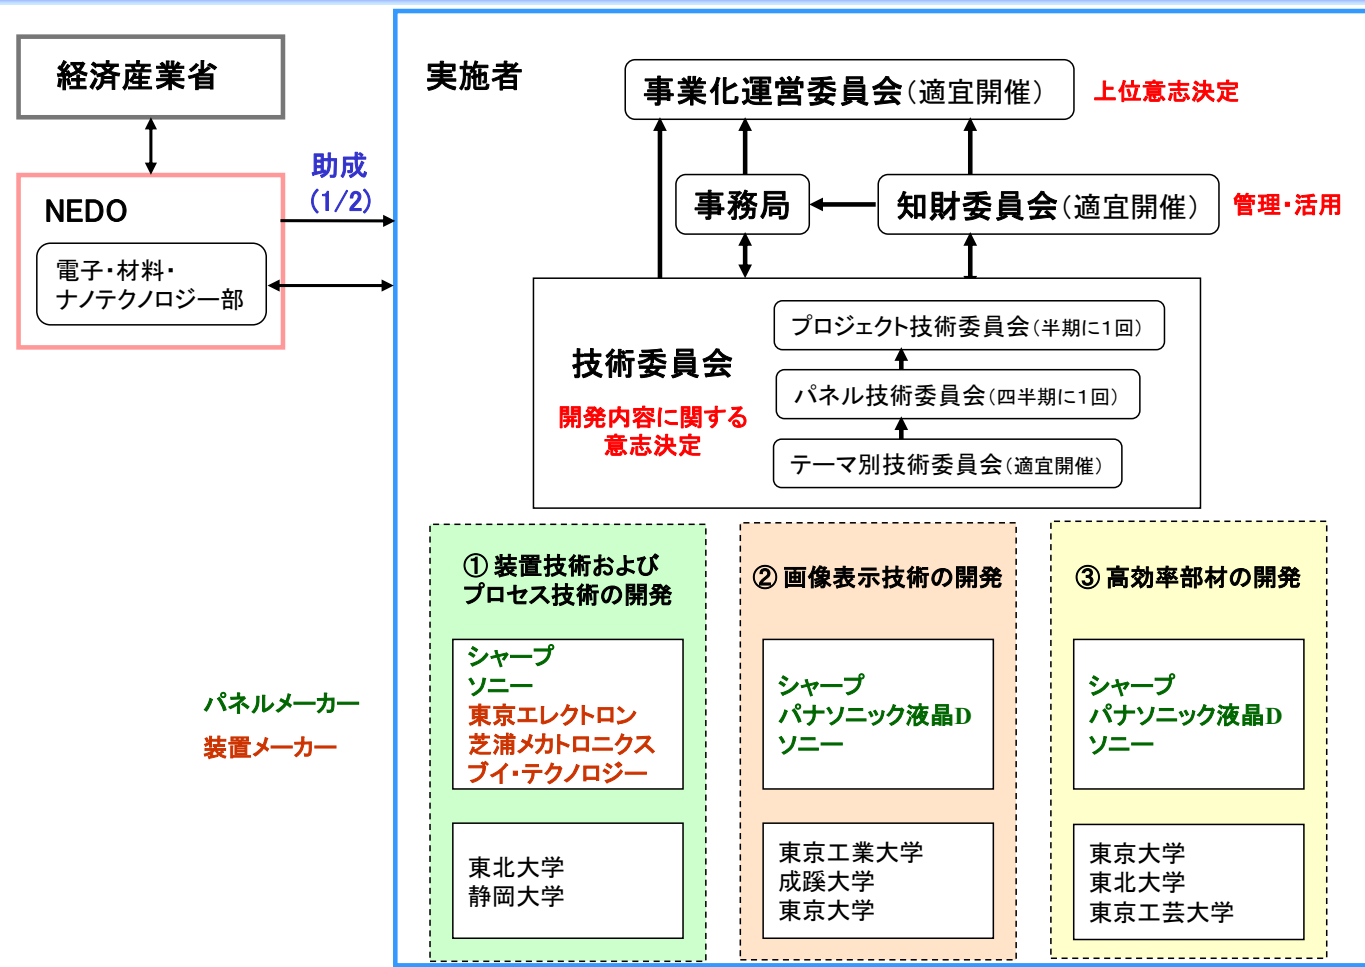 経済産業省
NEDO
電子・材料・
ナノテクノロジー部
助成
(1/2)
実施者
事業化運営委員会(適宜開催)
上位意志決定
事務局
知財委員会(適宜開催)
管理・活用
技術委員会
開発内容に関する
意志決定
プロジェクト技術委員会(半期に1回)
パネル技術委員会(四半期に1回)
テーマ別技術委員会(適宜開催)
パネルメーカー
装置メーカー
① 装置技術および
プロセス技術の開発
シャープ
ソニー
東京エレクトロン
芝浦メカトロニクス
ブイ・テクノロジー
東北大学
静岡大学
② 画像表示技術の開発
シャープ
パナソニック液晶D
ソニー
東京工業大学
成蹊大学
東京大学
③ 高効率部材の開発
シャープ
パナソニック液晶D
ソニー
東京大学
東北大学
東京工芸大学